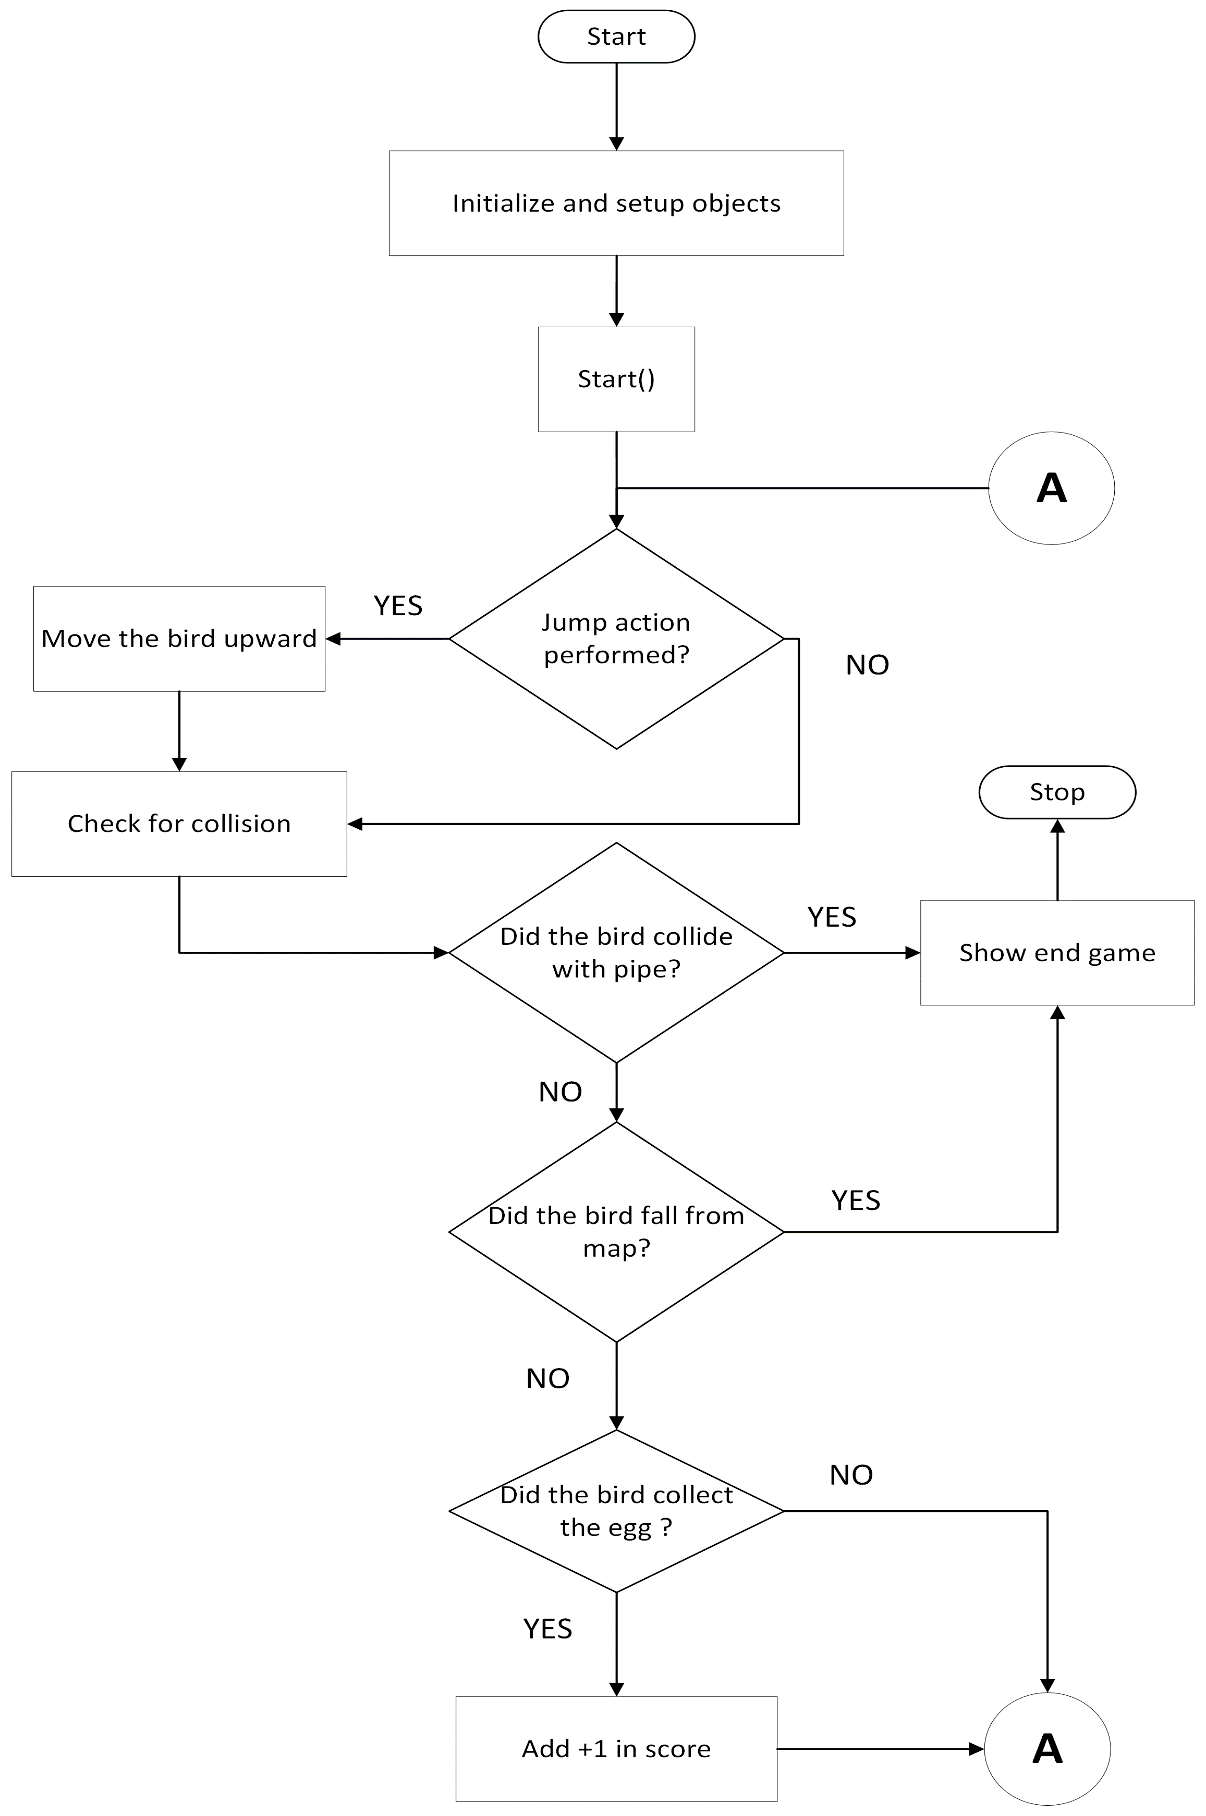 Start
Initialize and setup objects
Start()
A
YES
Jump action
performed?
NO
Move the bird upward
Stop
Check for collision
YES
Did the bird collide
with pipe?
Show end game
NO
YES
Did the bird fall from
map?
NO
NO
Did the bird collect
the egg ?
YES
Add +1 in score
A